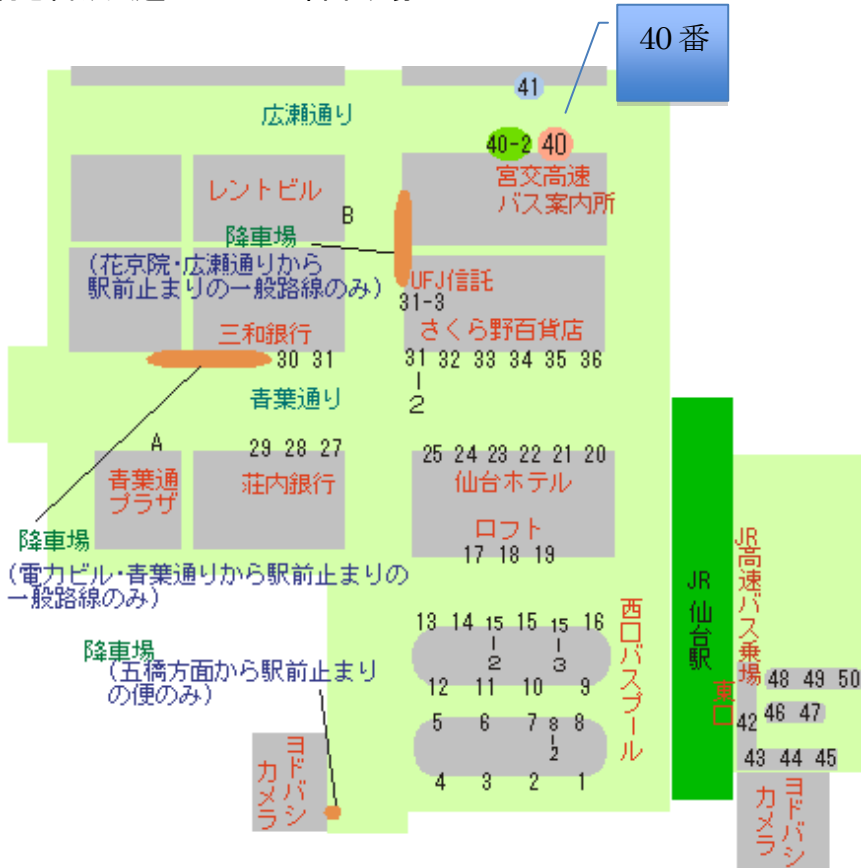 40番
41
広瀬通り
40-2 40
宮交高速
バス案内所
レントビル
B
降車場
(花京院・広瀬通りから
駅前止まりの一般路線のみ)
UFJ信託
31-3
さくら野百貨店
三和銀行
30 31
31 32 33 34 35 36
|
2
青葉通り
A
29 28 27
25 24 23 22 21 20
青葉通
プラザ
荘内銀行
仙台ホテル
ロフト
17 18 19
降車場
(電力ビル・青葉通りから駅前止まりの
一般路線のみ)
JR仙台駅
JR高速バス乗場
東口
西口バスプール
13 14 15 15 15 16
| |
2 3
降車場
(五橋方面から駅前止まり
の便のみ)
12 11 10 9
5 6 7 8 8
|
2
4 3 2 1
48 49 50
42 46 47
43 44 45
ヨドバシ
カメラ
ヨドバシ
カメラ